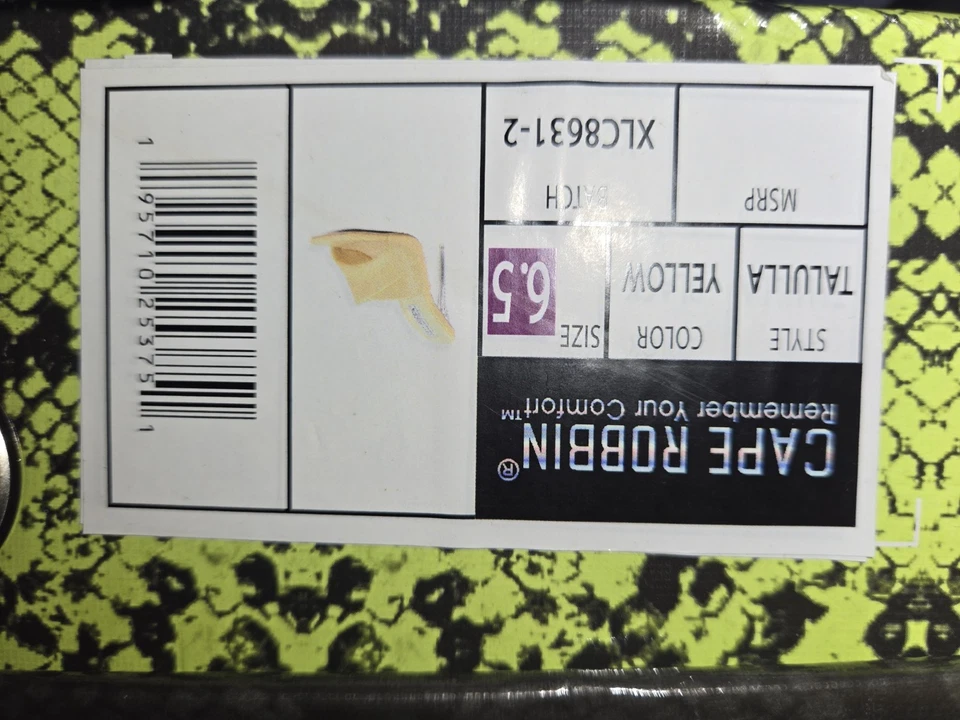 CAPE ROBBIN®
Remember Your Comfort™
STYLE
TALULLA
COLOR
YELLOW
SIZE
6.5
MSRP
BATCH
XLC8631-2
1 95710 25375 1